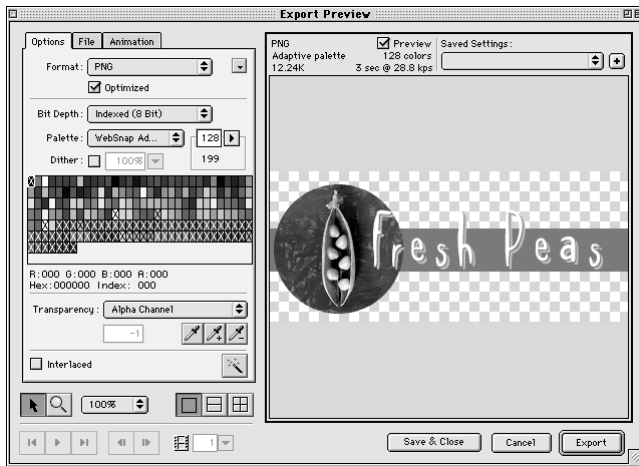 Export Preview
Options File Animation
Format: PNG
Optimized
Bit Depth: Indexed (8 Bit)
Palette: WebSnap Ad... 128
Dither: 100% 199
R:000 G:000 B:000 A:000
Hex:000000 Index: 000
Transparency: Alpha Channel
-1
Interlaced
100%
1
PNG Preview Saved Settings:
Adaptive palette 128 colors
12.24K 3 sec @ 28.8 kps
Fresh Peas
Save & Close Cancel Export